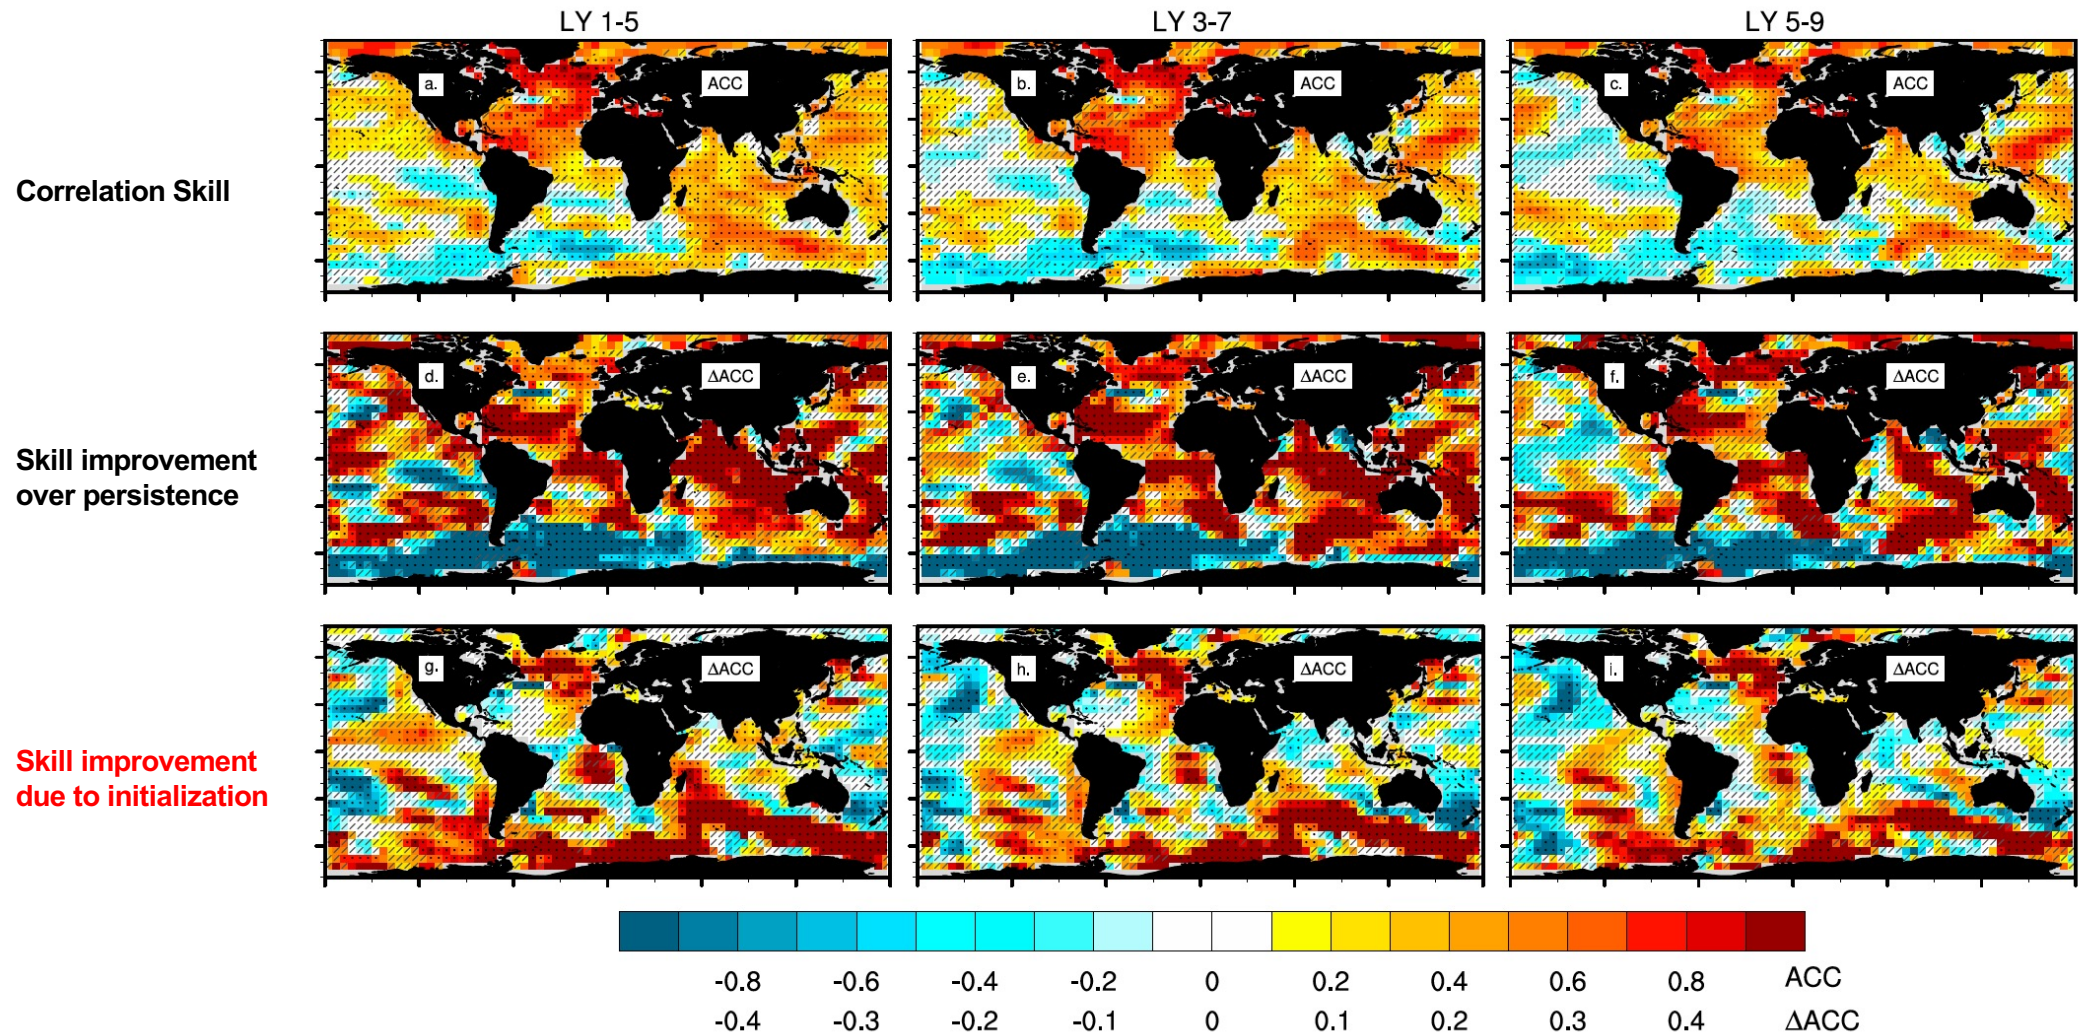 LY 1-5 LY 3-7 LY 5-9
Correlation Skill
a. ACC b. ACC c. ACC
Skill improvement
over persistence
d. ΔACC e. ΔACC f. ΔACC
Skill improvement
due to initialization
g. ΔACC h. ΔACC i. ΔACC
-0.8 -0.6 -0.4 -0.2 0 0.2 0.4 0.6 0.8 ACC
-0.4 -0.3 -0.2 -0.1 0 0.1 0.2 0.3 0.4 ΔACC